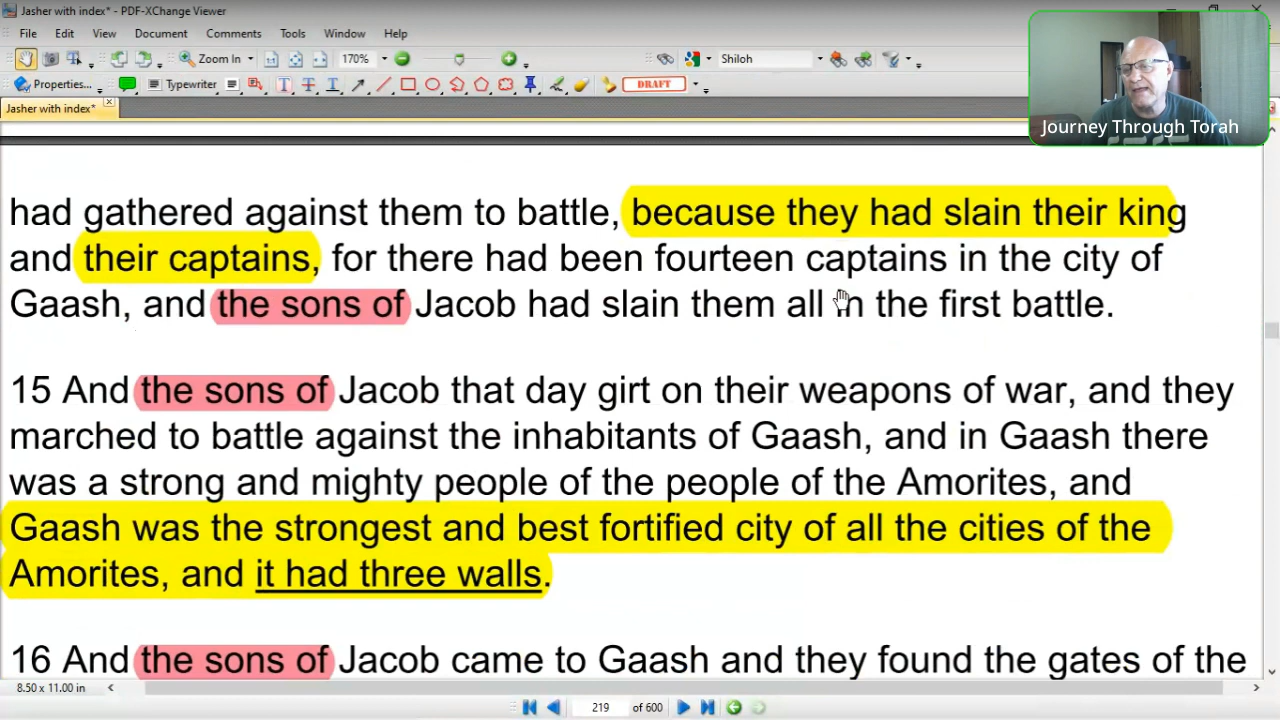 Jasher with index* - PDF-XChange Viewer
File Edit View Document Comments Tools Window Help
Zoom In 170% Shiloh
Properties... Typewriter DRAFT
Jasher with index*
Journey Through Torah
had gathered against them to battle, because they had slain their king
and their captains, for there had been fourteen captains in the city of
Gaash, and the sons of Jacob had slain them all in the first battle.
15 And the sons of Jacob that day girt on their weapons of war, and they
marched to battle against the inhabitants of Gaash, and in Gaash there
was a strong and mighty people of the people of the Amorites, and
Gaash was the strongest and best fortified city of all the cities of the
Amorites, and it had three walls.
16 And the sons of Jacob came to Gaash and they found the gates of the
8.50 x 11.00 in
219 of 600